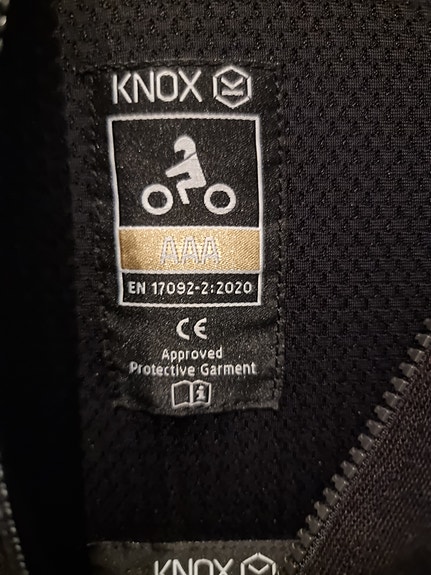 KNOX
AAA
EN 17092-2:2020
CE
Approved
Protective Garment
i
KNOX